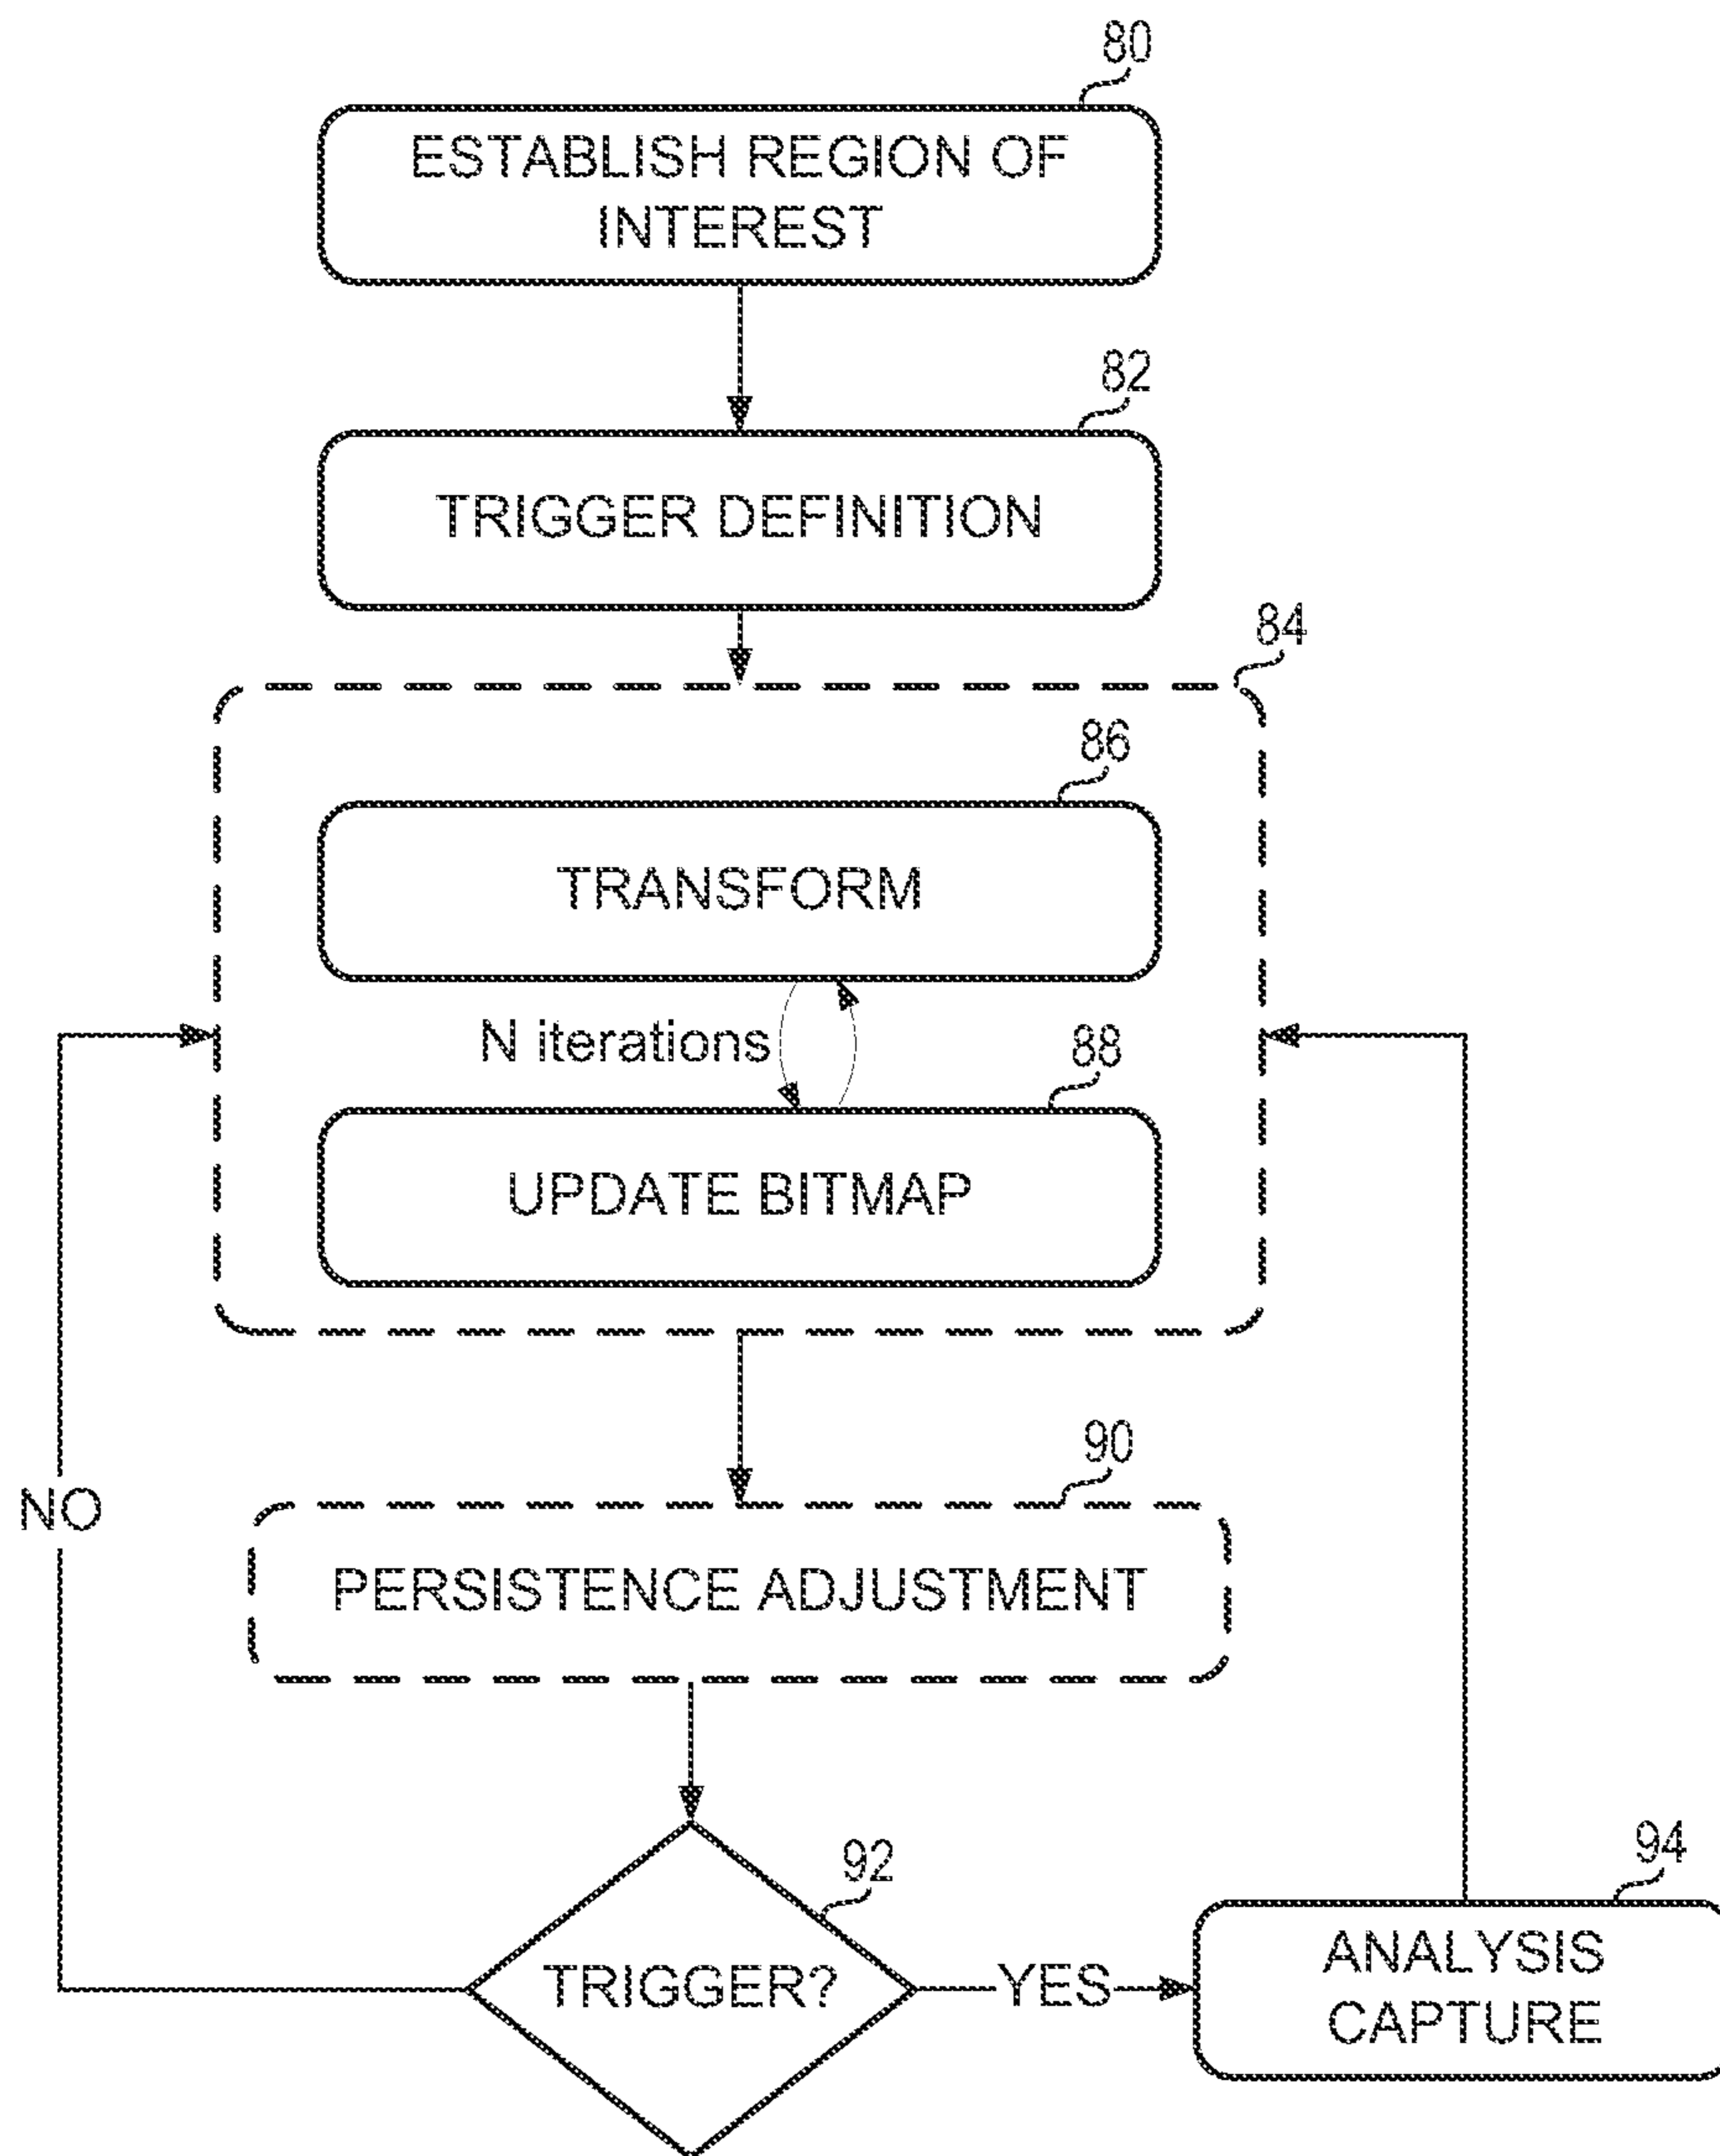 80
ESTABLISH REGION OF
INTEREST
82
TRIGGER DEFINITION
84
86
TRANSFORM
N iterations
88
UPDATE BITMAP
90
NO
PERSISTENCE ADJUSTMENT
92
94
TRIGGER?
YES
ANALYSIS
CAPTURE